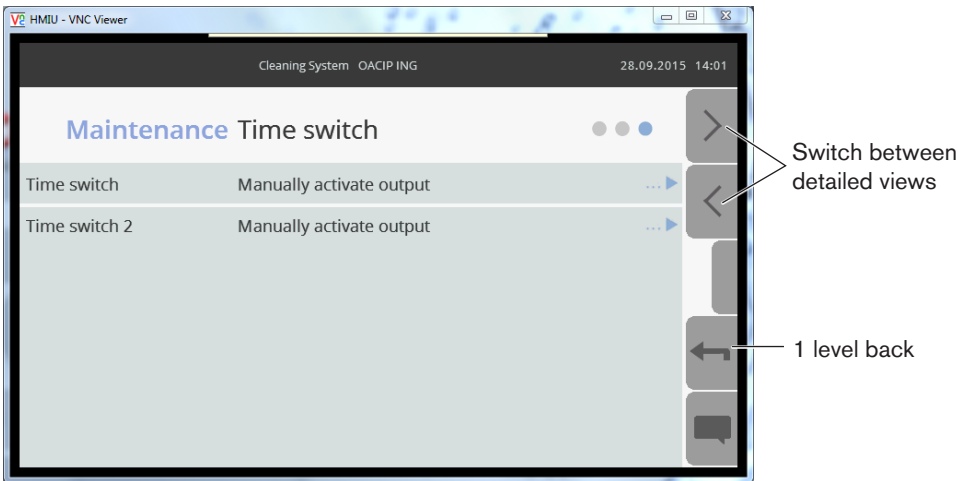 HMIU - VNC Viewer
Cleaning System OACIP ING 28.09.2015 14:01
Maintenance Time switch
Time switch Manually activate output ...
Time switch 2 Manually activate output ...
Switch between
detailed views
1 level back